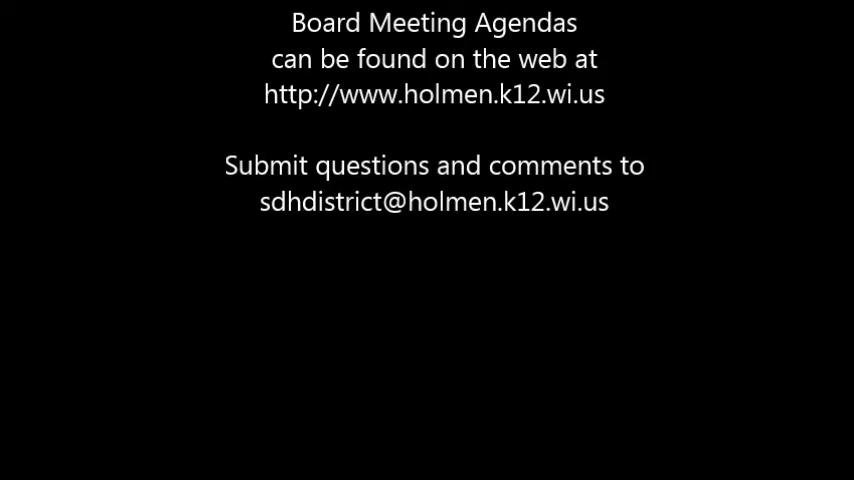 Board Meeting Agendas
can be found on the web at
http://www.holmen.k12.wi.us
Submit questions and comments to
sdhdistrict@holmen.k12.wi.us